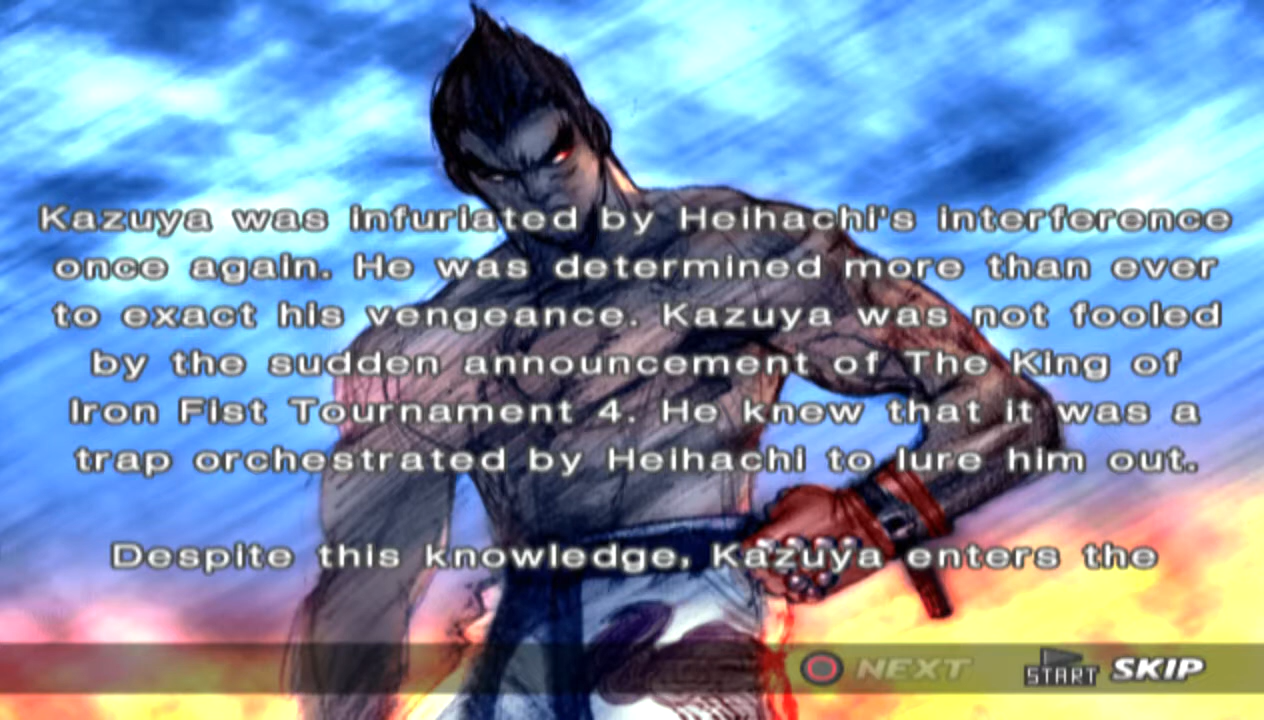 Kazuya was infuriated by Heihachi's interference
once again. He was determined more than ever
to exact his vengeance. Kazuya was not fooled
by the sudden announcement of The King of
Iron Fist Tournament 4. He knew that it was a
trap orchestrated by Heihachi to lure him out.
Despite this knowledge, Kazuya enters the
NEXT START SKIP